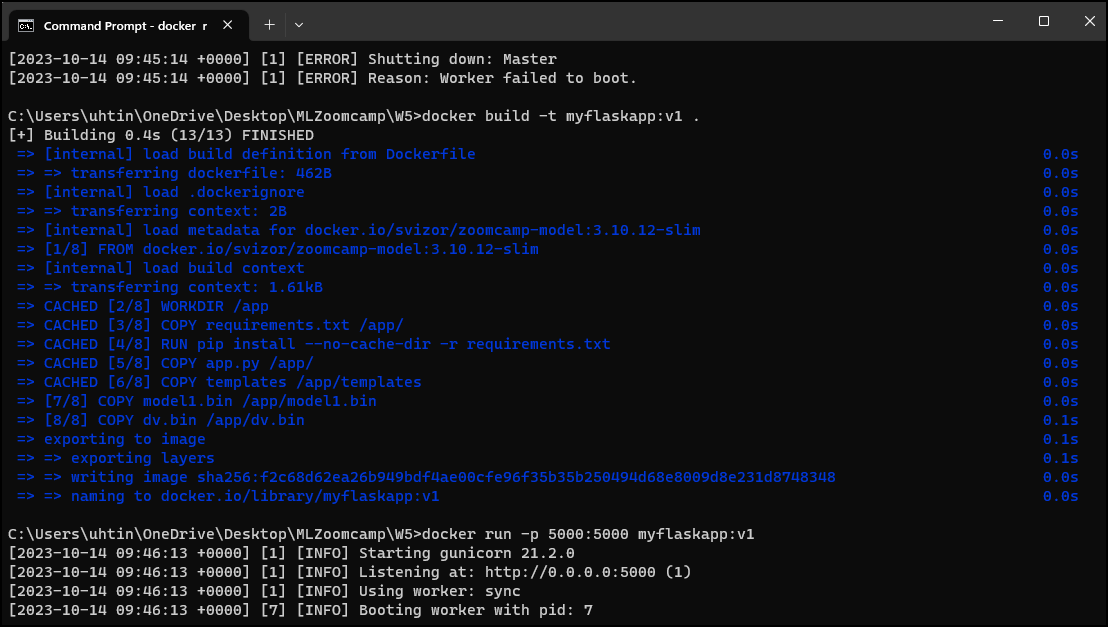 Command Prompt - docker  r
[2023-10-14 09:45:14 +0000] [1] [ERROR] Shutting down: Master
[2023-10-14 09:45:14 +0000] [1] [ERROR] Reason: Worker failed to boot.
C:\Users\uhtin\OneDrive\Desktop\MLZoomcamp\W5>docker build -t myflaskapp:v1 .
[+] Building 0.4s (13/13) FINISHED
=> [internal] load build definition from Dockerfile 0.0s
=> => transferring dockerfile: 462B 0.0s
=> [internal] load .dockerignore 0.0s
=> => transferring context: 2B 0.0s
=> [internal] load metadata for docker.io/svizor/zoomcamp-model:3.10.12-slim 0.0s
=> [1/8] FROM docker.io/svizor/zoomcamp-model:3.10.12-slim 0.0s
=> [internal] load build context 0.0s
=> => transferring context: 1.61kB 0.0s
=> CACHED [2/8] WORKDIR /app 0.0s
=> CACHED [3/8] COPY requirements.txt /app/ 0.0s
=> CACHED [4/8] RUN pip install --no-cache-dir -r requirements.txt 0.0s
=> CACHED [5/8] COPY app.py /app/ 0.0s
=> CACHED [6/8] COPY templates /app/templates 0.0s
=> [7/8] COPY model1.bin /app/model1.bin 0.0s
=> [8/8] COPY dv.bin /app/dv.bin 0.1s
=> exporting to image 0.1s
=> => exporting layers 0.1s
=> => writing image sha256:f2c68d62ea26b949bdf4ae00cfe96f35b35b250494d68e8009d8e231d8748348 0.0s
=> => naming to docker.io/library/myflaskapp:v1 0.0s
C:\Users\uhtin\OneDrive\Desktop\MLZoomcamp\W5>docker run -p 5000:5000 myflaskapp:v1
[2023-10-14 09:46:13 +0000] [1] [INFO] Starting gunicorn 21.2.0
[2023-10-14 09:46:13 +0000] [1] [INFO] Listening at: http://0.0.0.0:5000 (1)
[2023-10-14 09:46:13 +0000] [1] [INFO] Using worker: sync
[2023-10-14 09:46:13 +0000] [7] [INFO] Booting worker with pid: 7